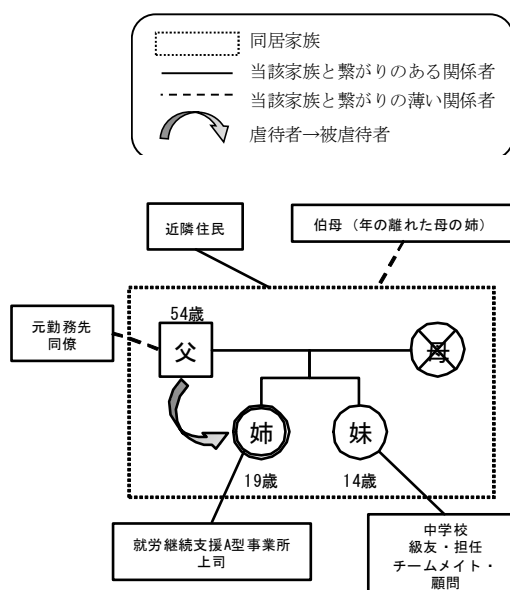 同居家族
当該家族と繋がりのある関係者
当該家族と繋がりの薄い関係者
虐待者→被虐待者
近隣住民
伯母（年の離れた母の姉）
元勤務先
同僚
54歳
父
母
姉
妹
19歳
14歳
就労継続支援A型事業所
上司
中学校
級友・担任
チームメイト・
顧問